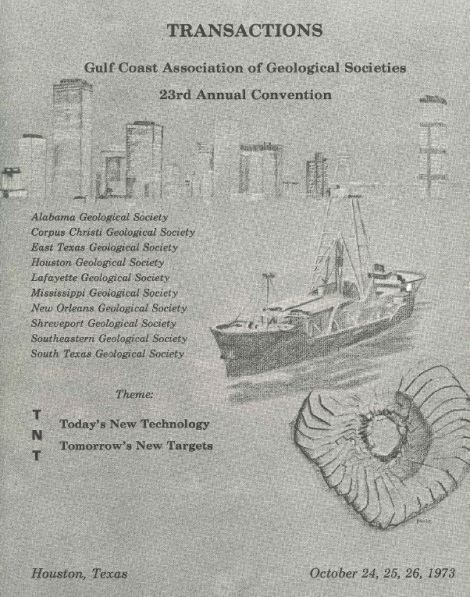 TRANSACTIONS
Gulf Coast Association of Geological Societies
23rd Annual Convention
Alabama Geological Society
Corpus Christi Geological Society
East Texas Geological Society
Houston Geological Society
Lafayette Geological Society
Mississippi Geological Society
New Orleans Geological Society
Shreveport Geological Society
Southeastern Geological Society
South Texas Geological Society
Theme:
T
N
T
Today's New Technology
Tomorrow's New Targets
Houston, Texas
October 24, 25, 26, 1973